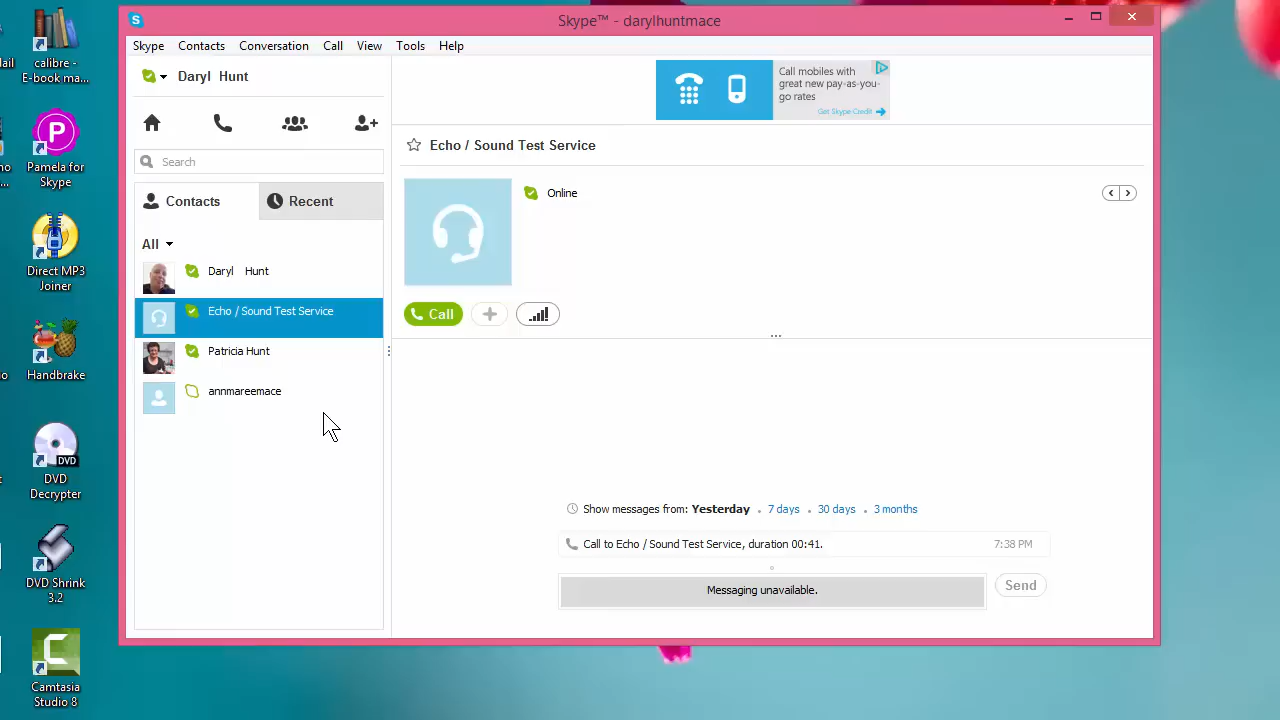 Skype™ - darylhuntmace
Skype Contacts Conversation Call View Tools Help
Daryl Hunt
Search
Contacts
Recent
All
Daryl Hunt
Echo / Sound Test Service
Patricia Hunt
annmareemace
Call mobiles with
great new pay-as-you-
go rates
Get Skype Credit
Echo / Sound Test Service
Online
Call
Show messages from: Yesterday 7 days 30 days 3 months
Call to Echo / Sound Test Service, duration 00:41. 7:38 PM
Messaging unavailable.
Send
calibre -
E-book ma...
P
Pamela for
Skype
Direct MP3
Joiner
Handbrake
DVD
DVD
Decrypter
DVD Shrink
3.2
C
Camtasia
Studio 8